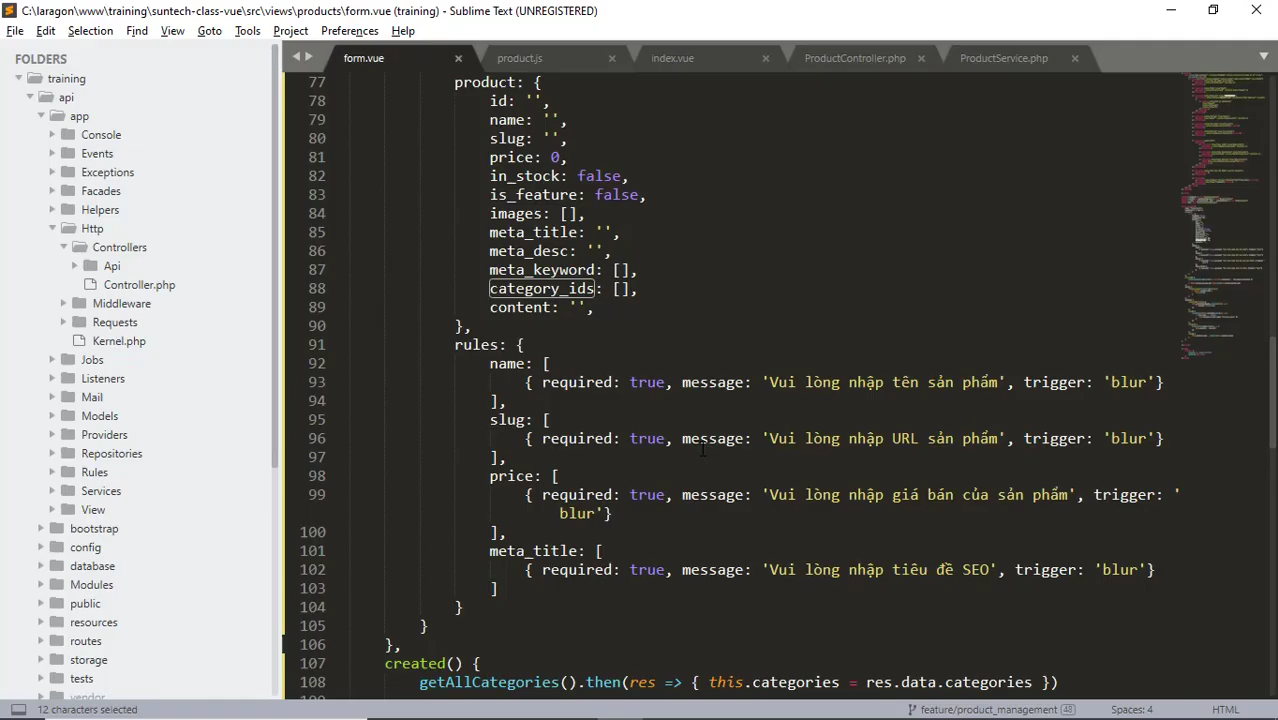 C:\laragon\www\training\suntech-class-vue\src\views\products\form.vue (training) - Sublime Text (UNREGISTERED)
File Edit Selection Find View Goto Tools Project Preferences Help
FOLDERS
training
api
app
Console
Events
Exceptions
Facades
Helpers
Http
Controllers
Api
Controller.php
Middleware
Requests
Kernel.php
Jobs
Listeners
Mail
Models
Providers
Repositories
Rules
Services
View
bootstrap
config
database
Modules
public
resources
routes
storage
tests
vendor
form.vue product.js index.vue ProductController.php ProductService.php
77 product: {
78 id: '',
79 name: '',
80 slug: '',
81 price: 0,
82 in_stock: false,
83 is_feature: false,
84 images: [],
85 meta_title: '',
86 meta_desc: '',
87 meta_keyword: [],
88 category_ids: [],
89 content: '',
90 },
91 rules: {
92 name: [
93 { required: true, message: 'Vui lòng nhập tên sản phẩm', trigger: 'blur'}
94 ],
95 slug: [
96 { required: true, message: 'Vui lòng nhập URL sản phẩm', trigger: 'blur'}
97 ],
98 price: [
99 { required: true, message: 'Vui lòng nhập giá bán của sản phẩm', trigger: '
blur'}
100 ],
101 meta_title: [
102 { required: true, message: 'Vui lòng nhập tiêu đề SEO', trigger: 'blur'}
103 ]
104 }
105 }
106 },
107 created() {
108 getAllCategories().then(res => { this.categories = res.data.categories })
12 characters selected feature/product_management 48 Spaces: 4 HTML